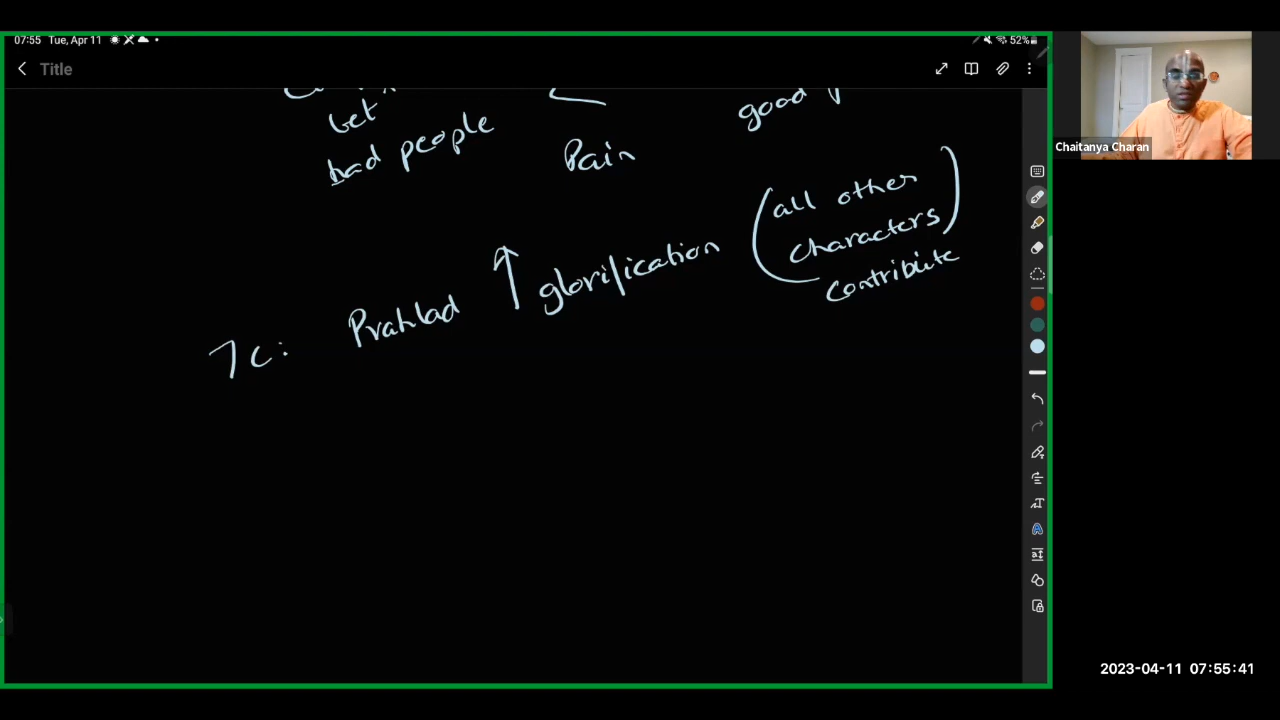 07:55 Tue, Apr 11
52%
Title
bet
bad people
Pain
good
(all other
characters)
contribute
7c: Prahlad ↑ glorification
Chaitanya Charan
2023-04-11 07:55:41